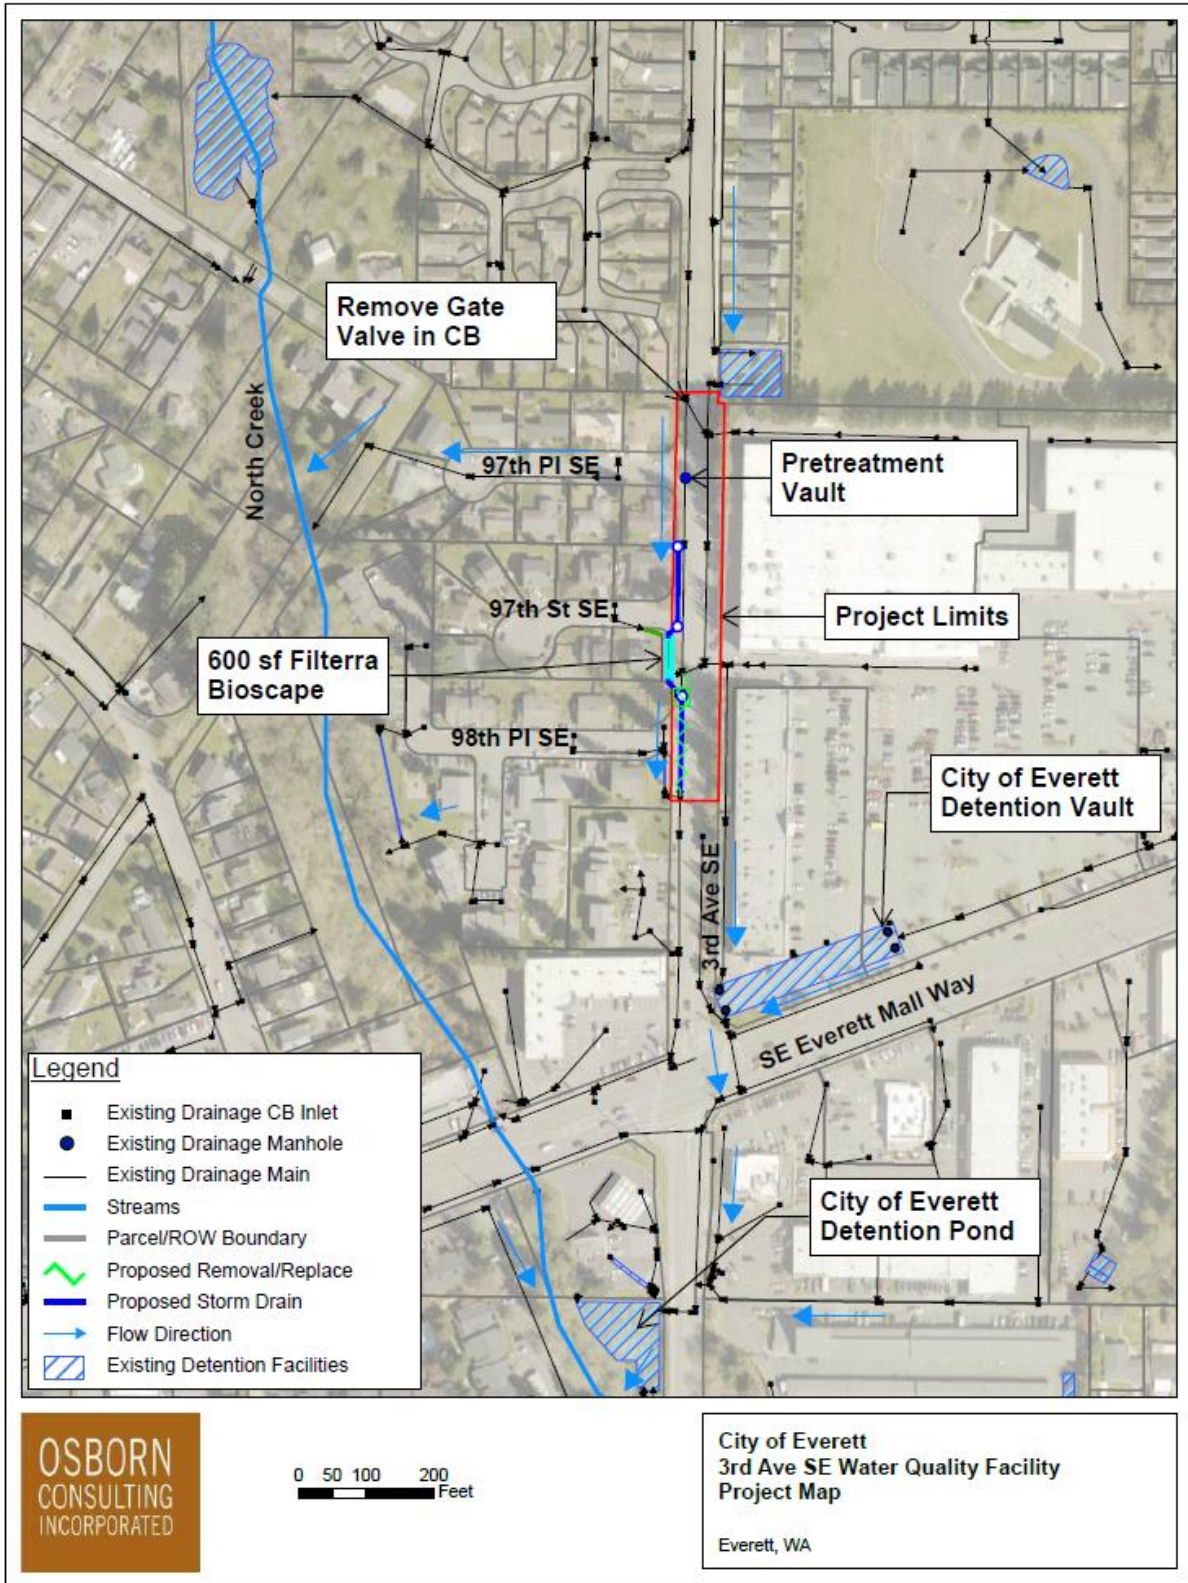 Remove Gate
Valve in CB
North Creek
97th Pl SE
Pretreatment
Vault
97th St SE
Project Limits
600 sf Filterra
Bioscape
98th Pl SE
City of Everett
Detention Vault
3rd Ave SE
SE Everett Mall Way
City of Everett
Detention Pond
Legend
Existing Drainage CB Inlet
Existing Drainage Manhole
Existing Drainage Main
Streams
Parcel/ROW Boundary
Proposed Removal/Replace
Proposed Storm Drain
Flow Direction
Existing Detention Facilities
OSBORN
CONSULTING
INCORPORATED
0 50 100 200
Feet
City of Everett
3rd Ave SE Water Quality Facility
Project Map
Everett, WA